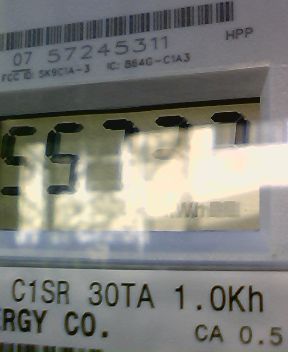 07 57245311
HPP
FCC ID: SK9C1A-3 IC: 864G-C1A3
kWh
C1SR 30TA 1.0Kh
RGY CO.
CA 0.5